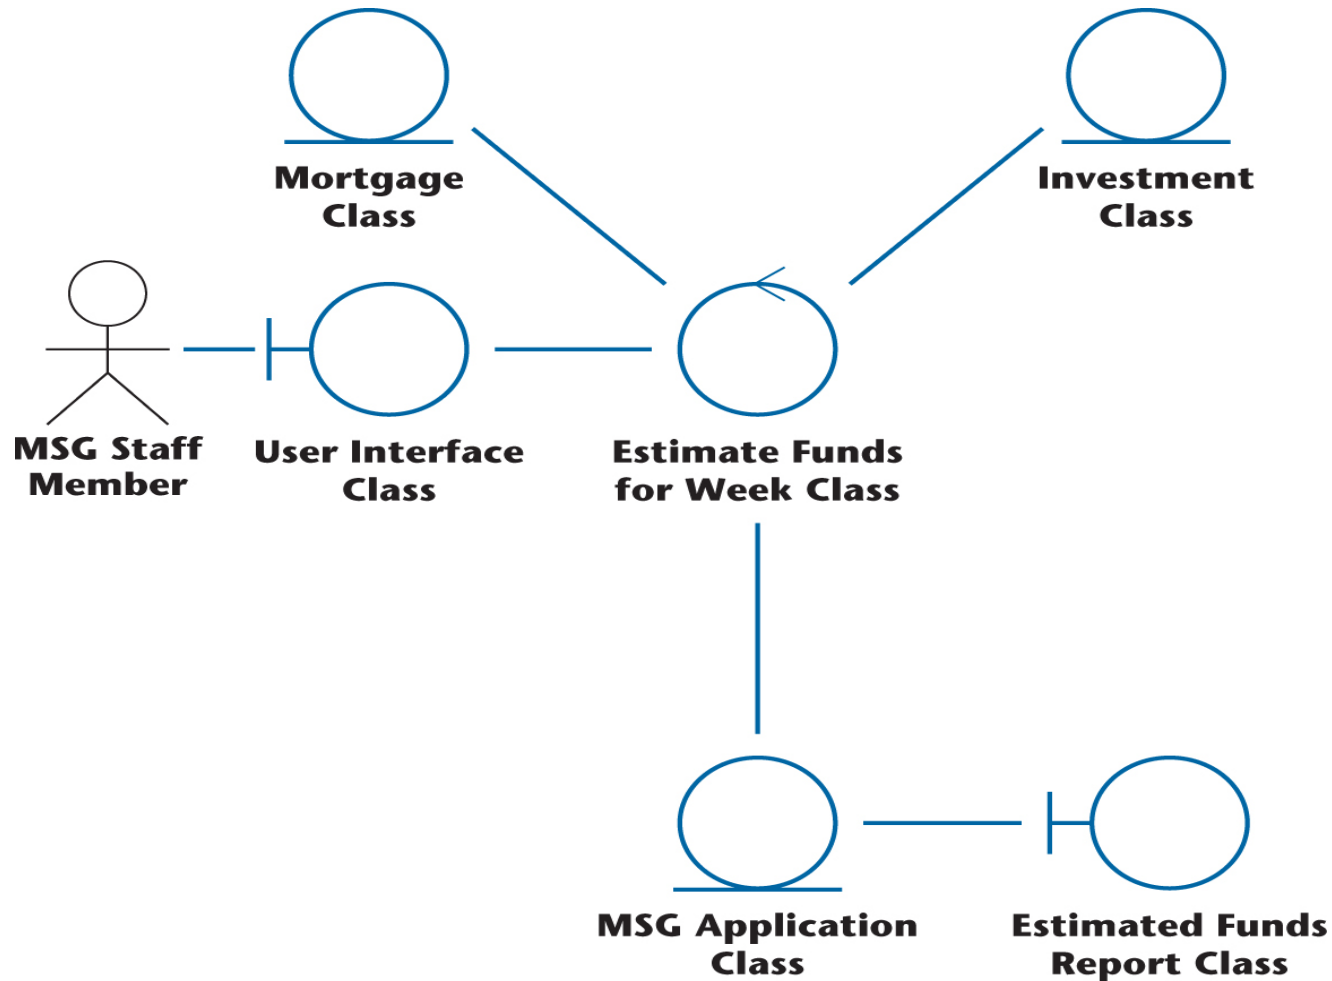 Mortgage
Class
Investment
Class
MSG Staff
Member
User Interface
Class
Estimate Funds
for Week Class
MSG Application
Class
Estimated Funds
Report Class